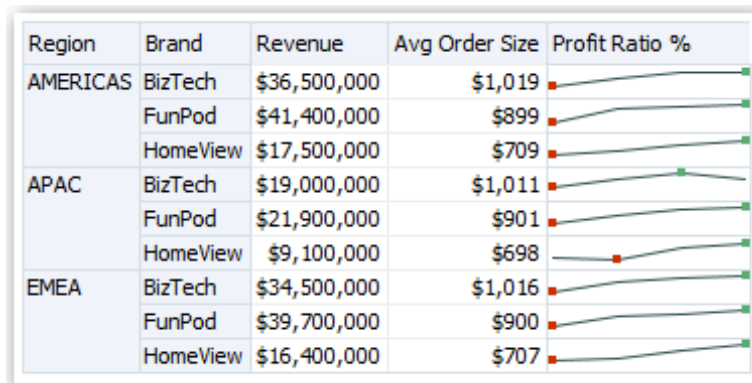 Region Brand Revenue Avg Order Size Profit Ratio %
AMERICAS BizTech $36,500,000 $1,019
FunPod $41,400,000 $899
HomeView $17,500,000 $709
APAC BizTech $19,000,000 $1,011
FunPod $21,900,000 $901
HomeView $9,100,000 $698
EMEA BizTech $34,500,000 $1,016
FunPod $39,700,000 $900
HomeView $16,400,000 $707